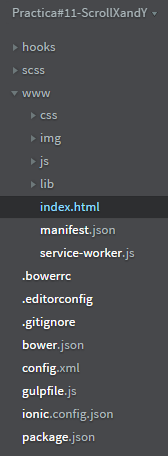 Practica#11-ScrollXandY
hooks
scss
www
css
img
js
lib
index.html
manifest.json
service-worker.js
.bowerrc
.editorconfig
.gitignore
bower.json
config.xml
gulpfile.js
ionic.config.json
package.json